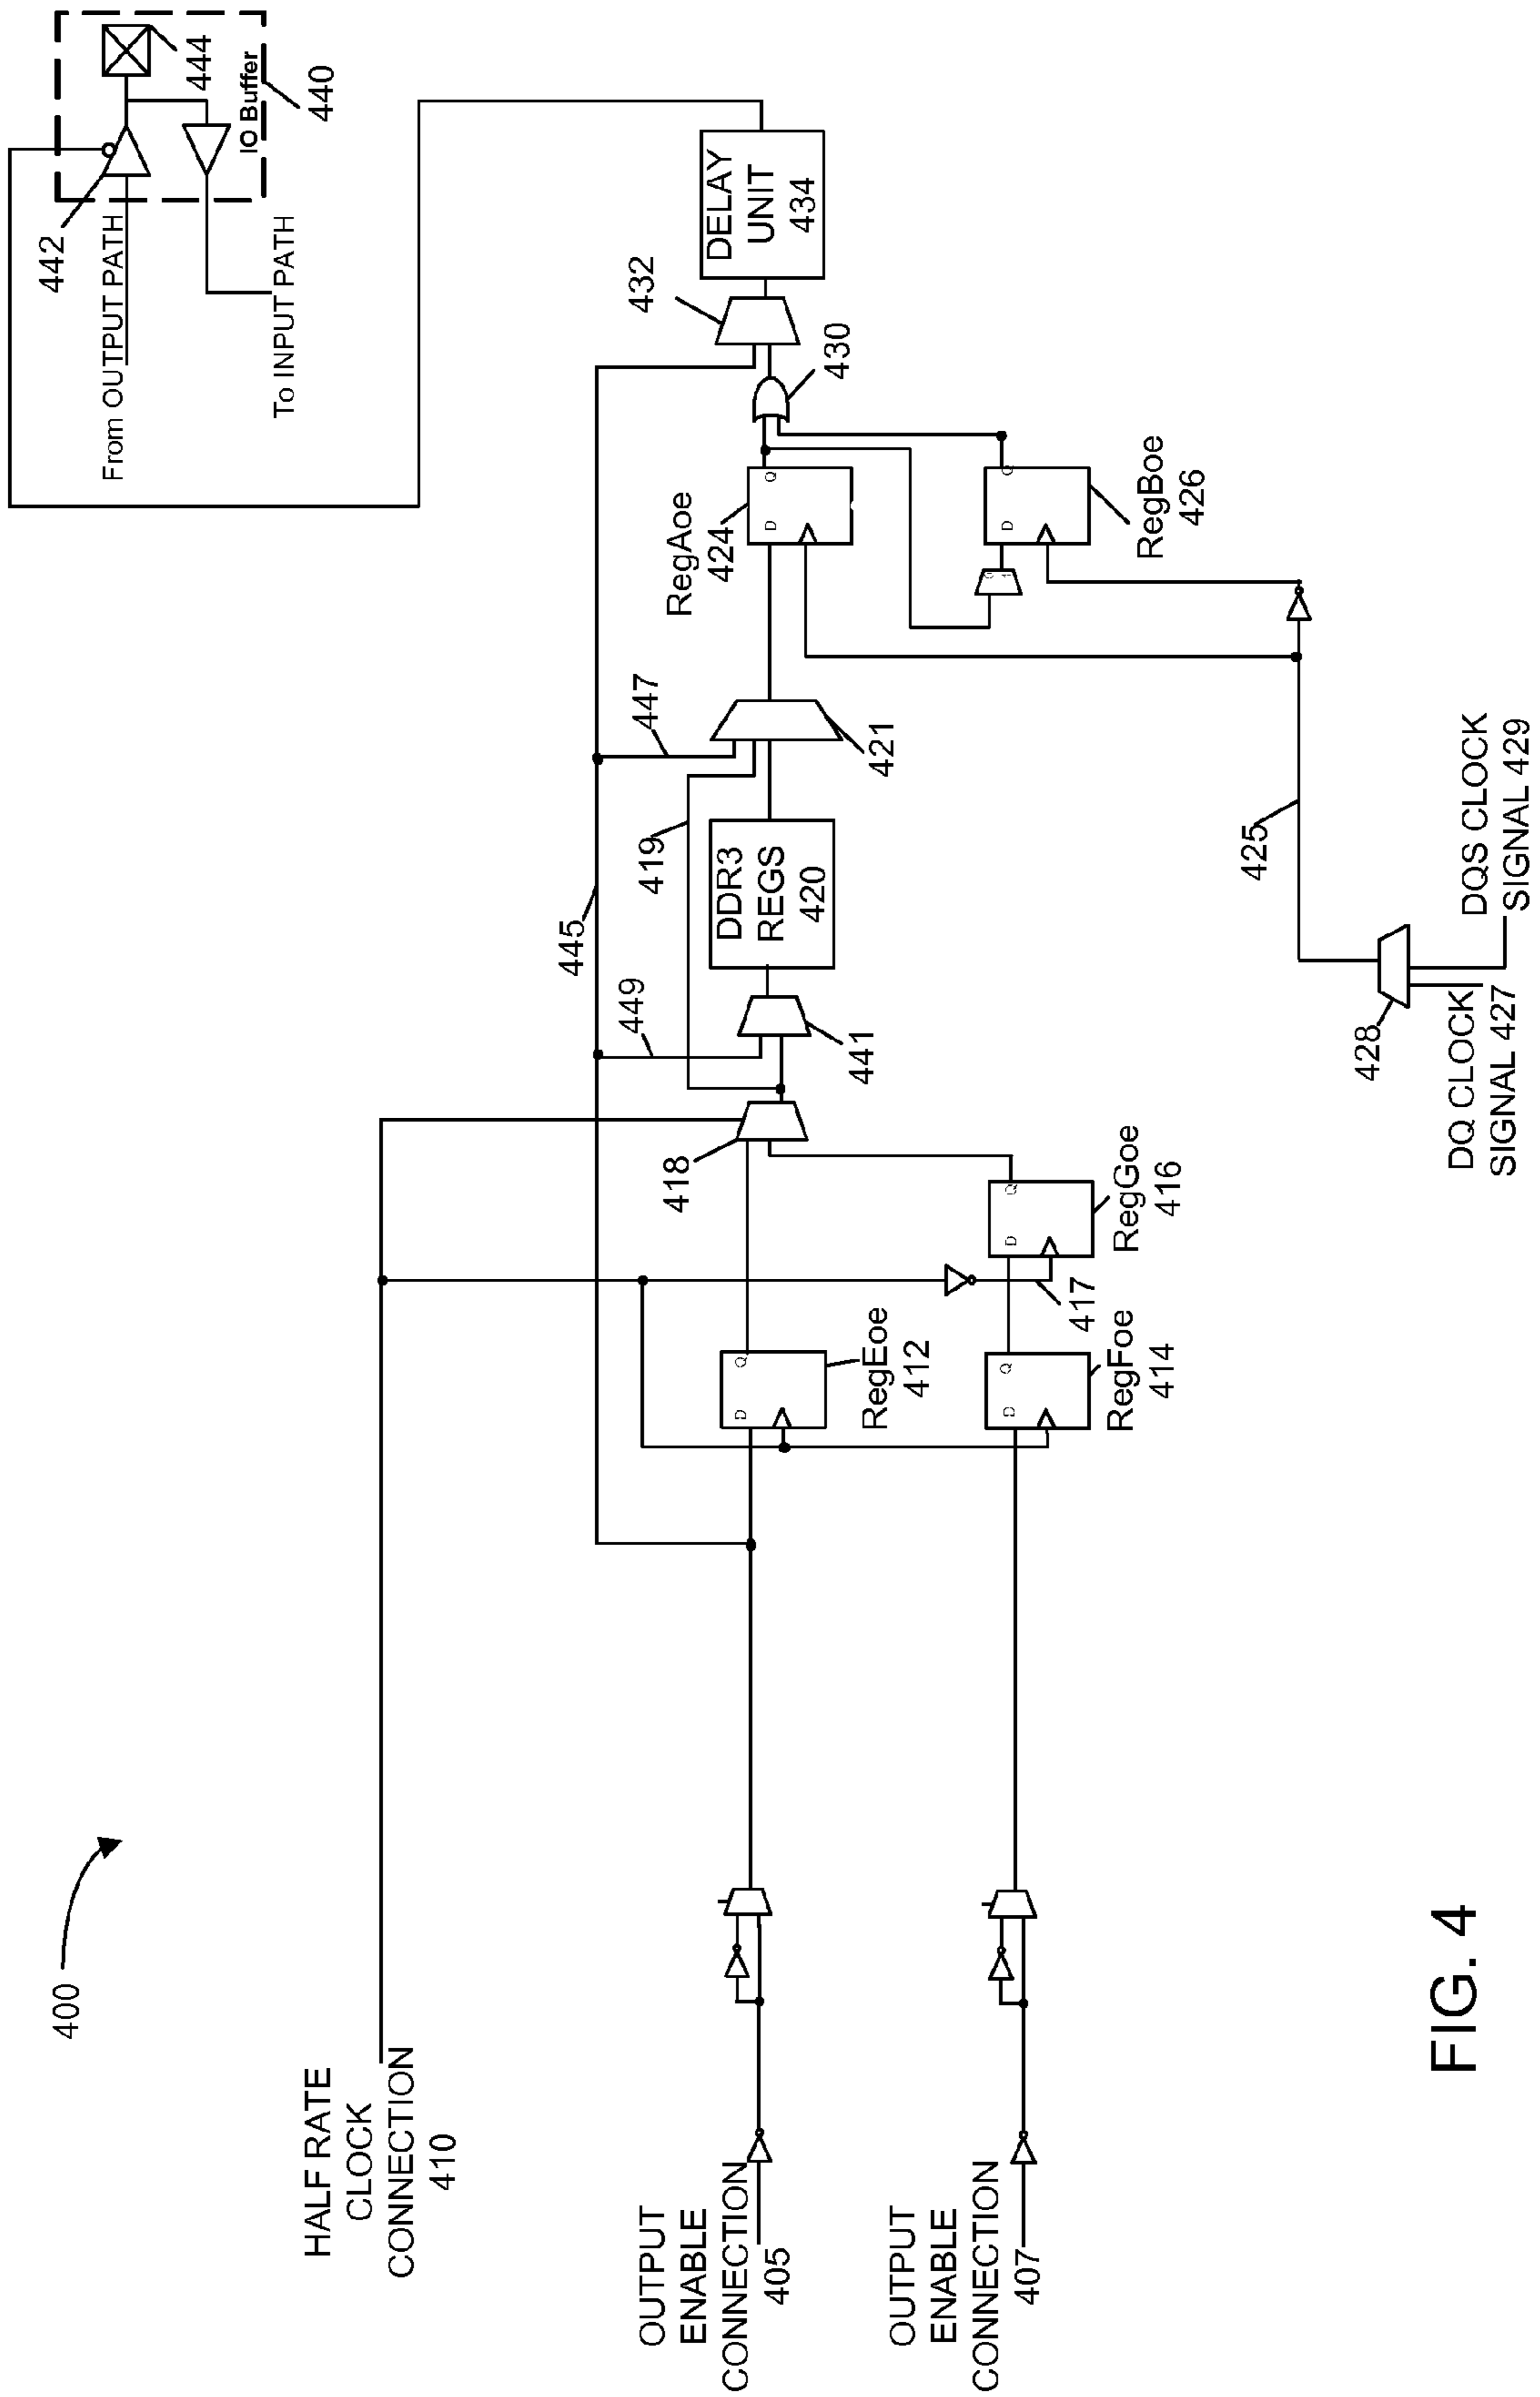 400
HALF RATE
CLOCK
CONNECTION
410
OUTPUT
ENABLE
CONNECTION
405
OUTPUT
ENABLE
CONNECTION
407
D
Q
RegEoe
412
D
Q
RegFoe
414
417
D
Q
RegGoe
416
418
445
449
441
419
DDR3
REGS
420
447
421
RegAoe
424
D
Q
D
Q
RegBoe
426
430
432
DELAY
UNIT
434
425
428
DQ CLOCK
SIGNAL 427
DQS CLOCK
SIGNAL 429
442
From OUTPUT PATH
To INPUT PATH
444
IO Buffer
440
FIG. 4